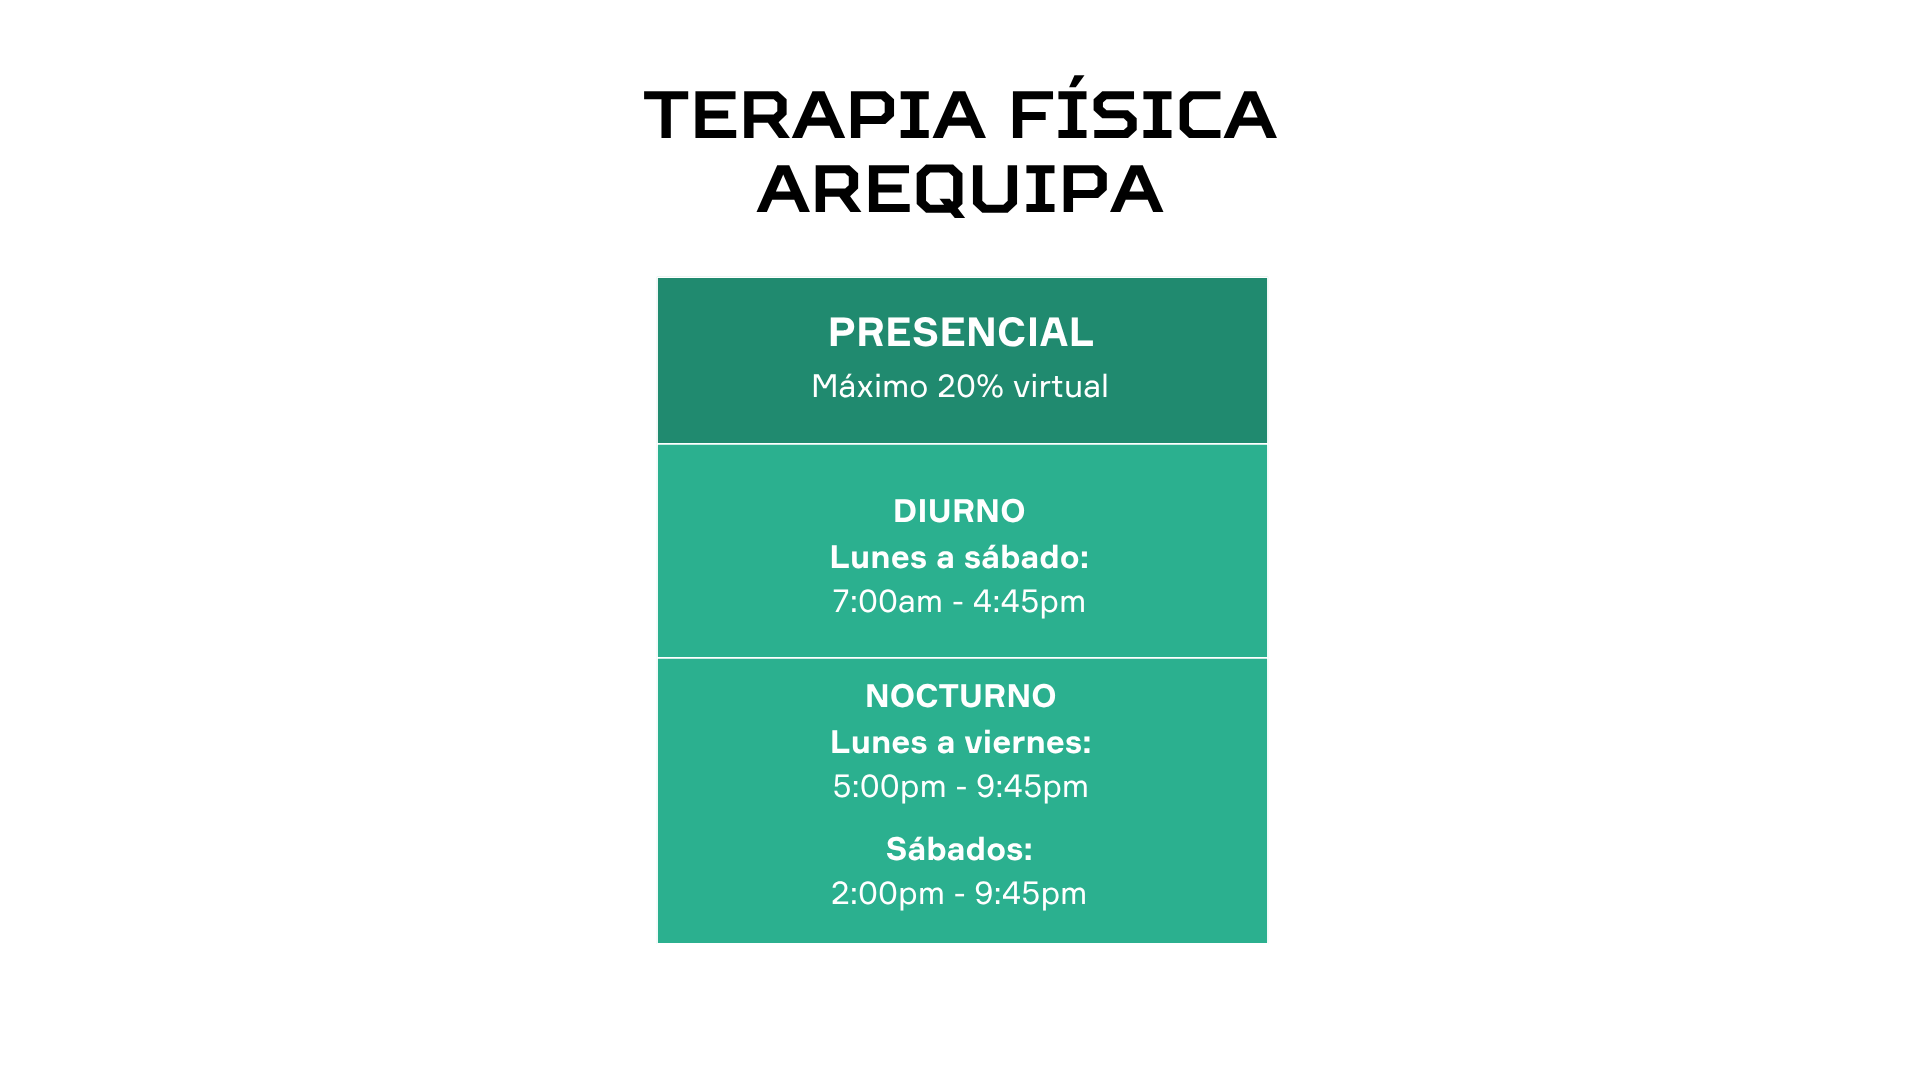 TERAPIA FÍSICA
AREQUIPA
PRESENCIAL
Máximo 20% virtual
DIURNO
Lunes a sábado:
7:00am - 4:45pm
NOCTURNO
Lunes a viernes:
5:00pm - 9:45pm
Sábados:
2:00pm - 9:45pm